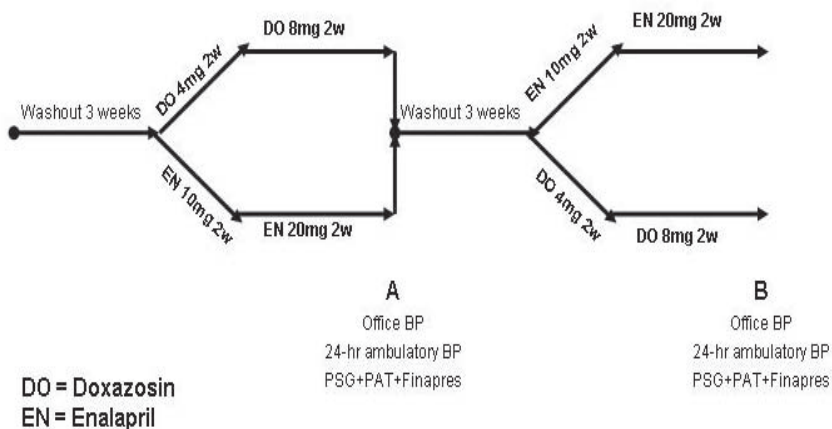 DO 8mg 2w
EN 20mg 2w
DO 4mg 2w
EN 10mg 2w
Washout 3 weeks
Washout 3 weeks
EN 10mg 2w
DO 4mg 2w
EN 20mg 2w
DO 8mg 2w
A
B
Office BP
Office BP
24-hr ambulatory BP
24-hr ambulatory BP
PSG+PAT+Finapres
PSG+PAT+Finapres
DO = Doxazosin
EN = Enalapril